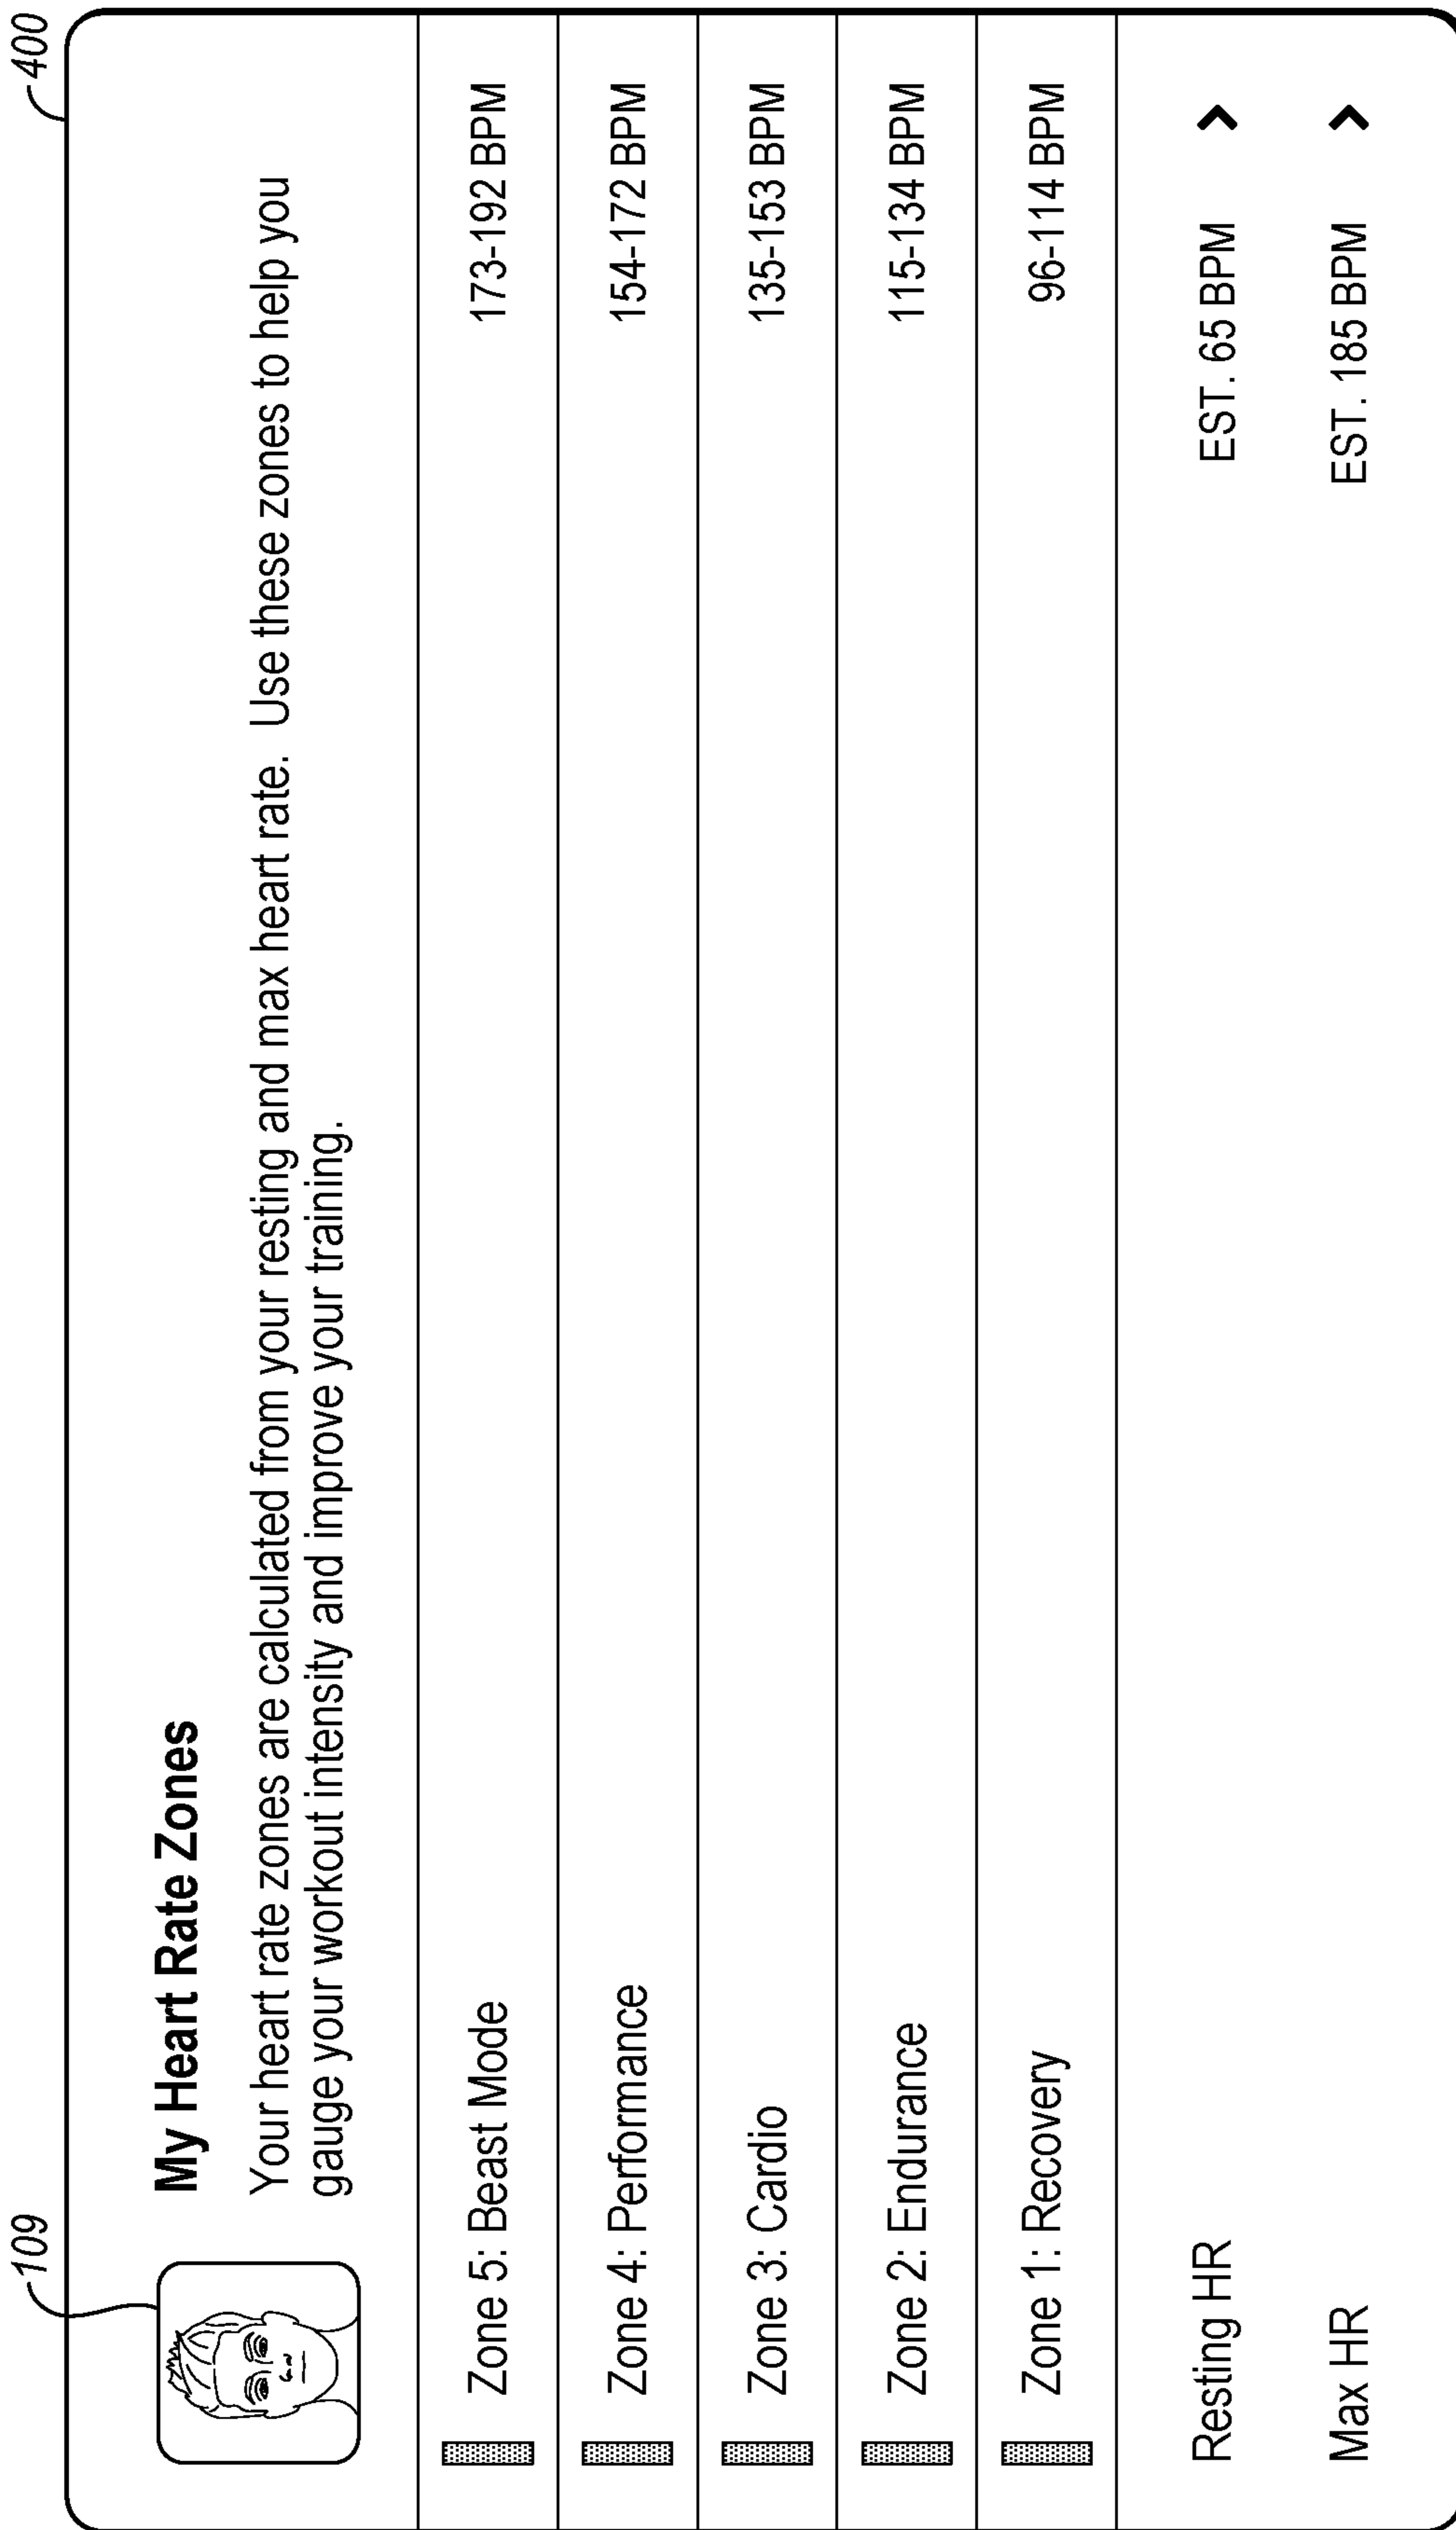 109
400
My Heart Rate Zones
Your heart rate zones are calculated from your resting and max heart rate. Use these zones to help you
gauge your workout intensity and improve your training.
Zone 5: Beast Mode 173-192 BPM
Zone 4: Performance 154-172 BPM
Zone 3: Cardio 135-153 BPM
Zone 2: Endurance 115-134 BPM
Zone 1: Recovery 96-114 BPM
Resting HR EST. 65 BPM
Max HR EST. 185 BPM